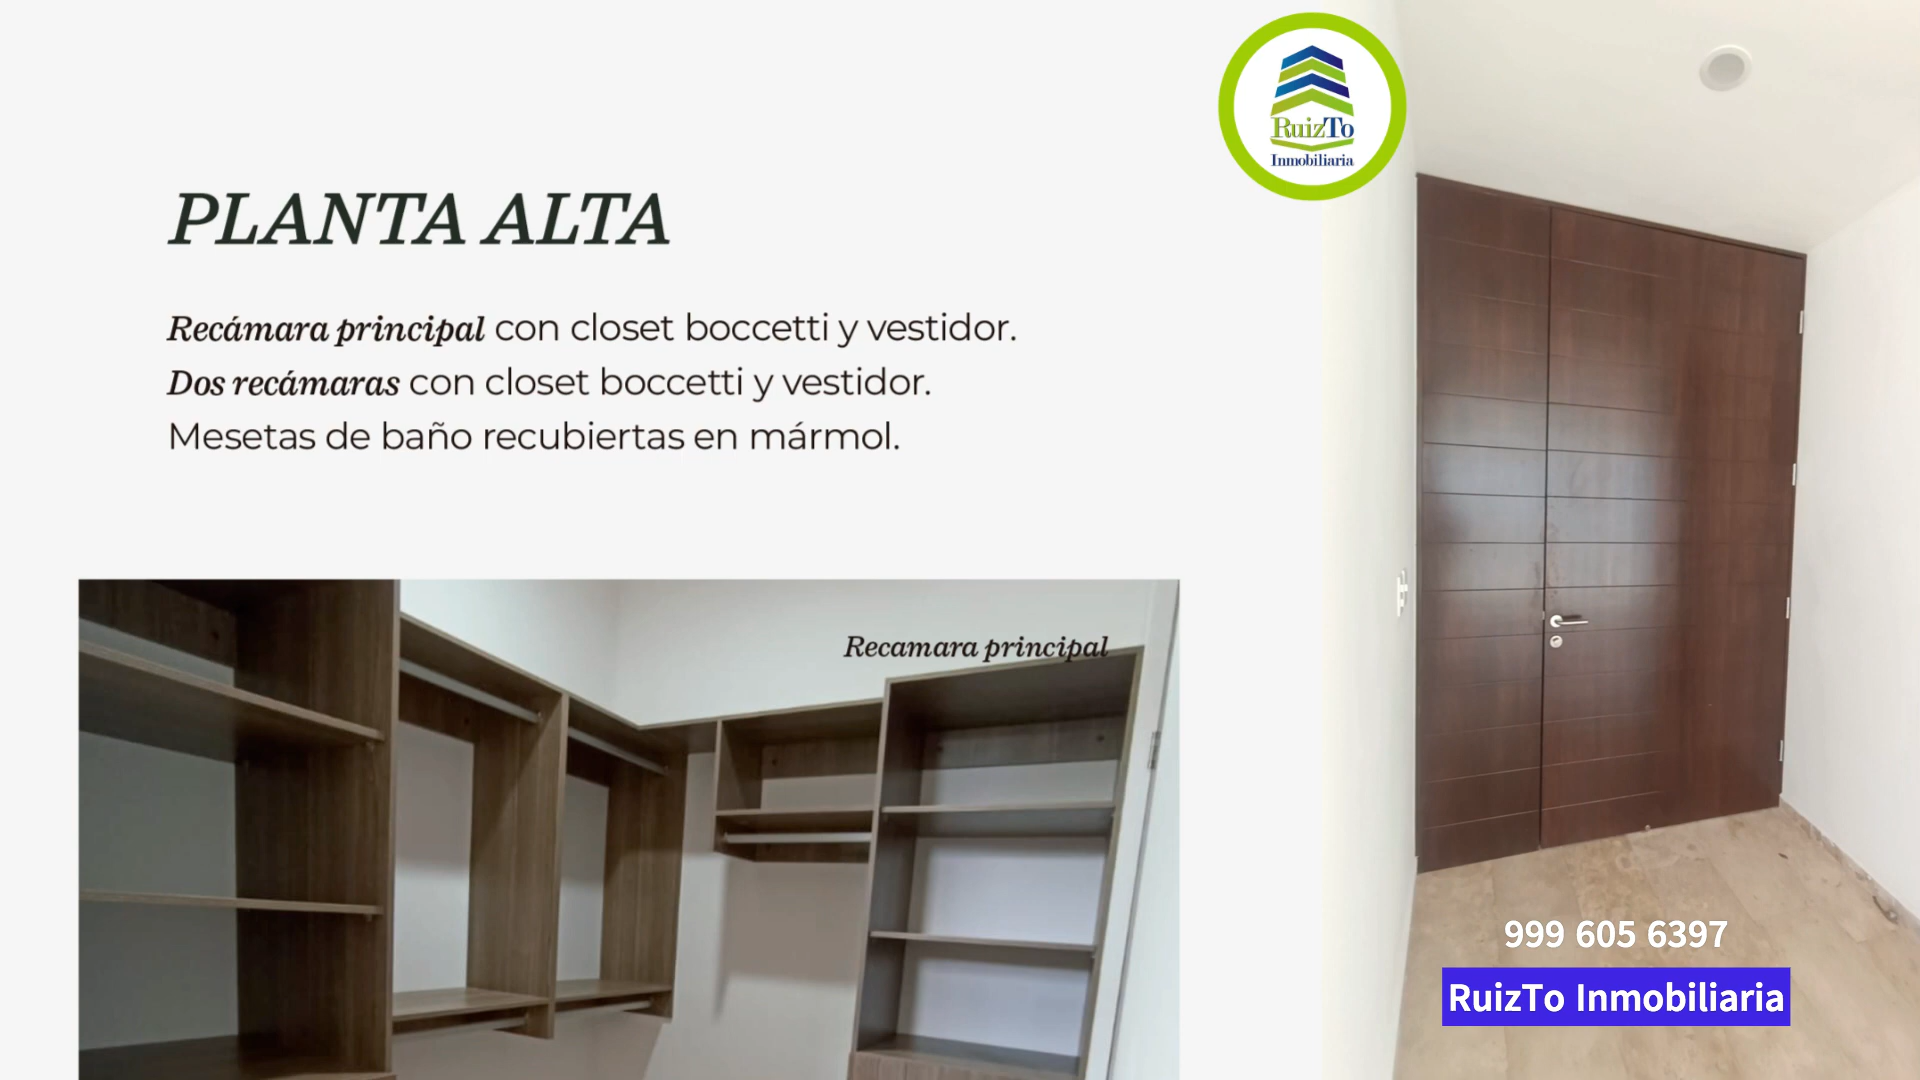 RuizTo
Inmobiliaria
PLANTA ALTA
Recámara principal con closet boccetti y vestidor.
Dos recámaras con closet boccetti y vestidor.
Mesetas de baño recubiertas en mármol.
Recamara principal
999 605 6397
RuizTo Inmobiliaria